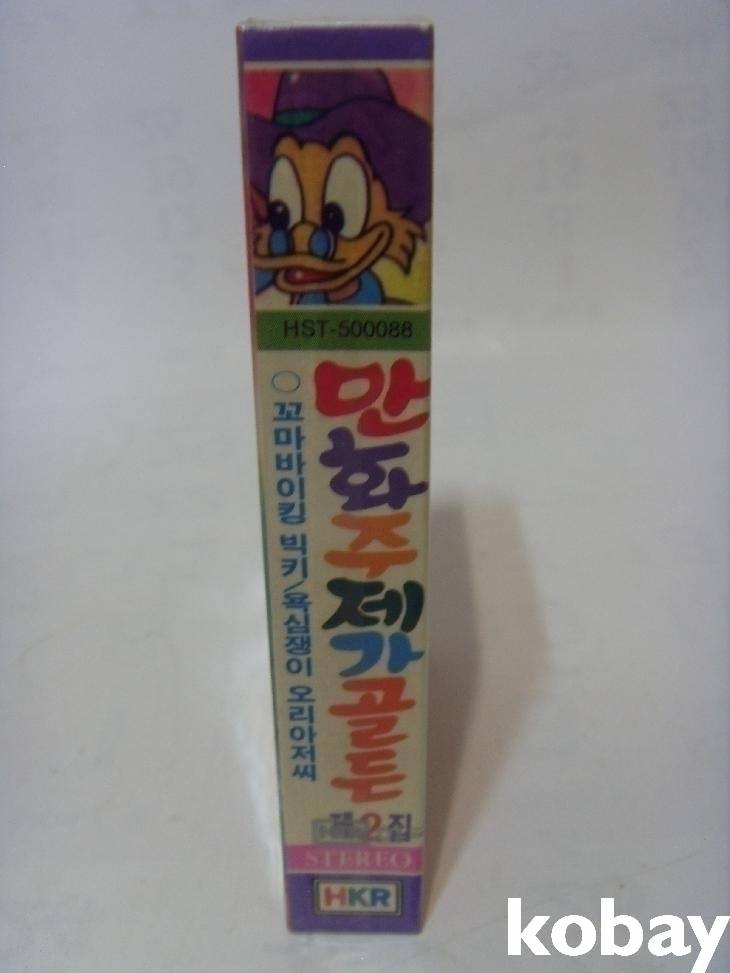 HST-500088
만화주제가골든
○ 꼬마바이킹 빅키/욕심쟁이 오리아저씨
제2집
STEREO
HKR
kobay